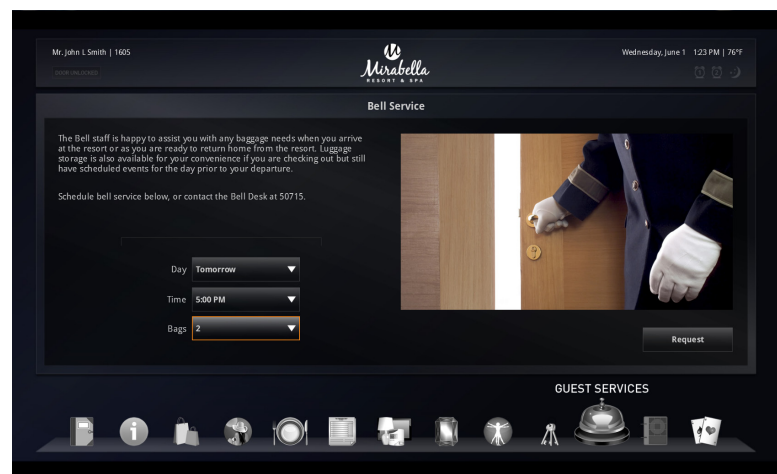 Mr. John L Smith | 1605
Wednesday, June 1 1:23 PM | 76°F
DOOR UNLOCKED
Mirabella
RESORT & SPA
Bell Service
The Bell staff is happy to assist you with any baggage needs when you arrive
at the resort or as you are ready to return home from the resort. Luggage
storage is also available for your convenience if you are checking out but still
have scheduled events for the day prior to your departure.
Schedule bell service below, or contact the Bell Desk at 50715.
Day Tomorrow
Time 5:00 PM
Bags 2
Request
GUEST SERVICES